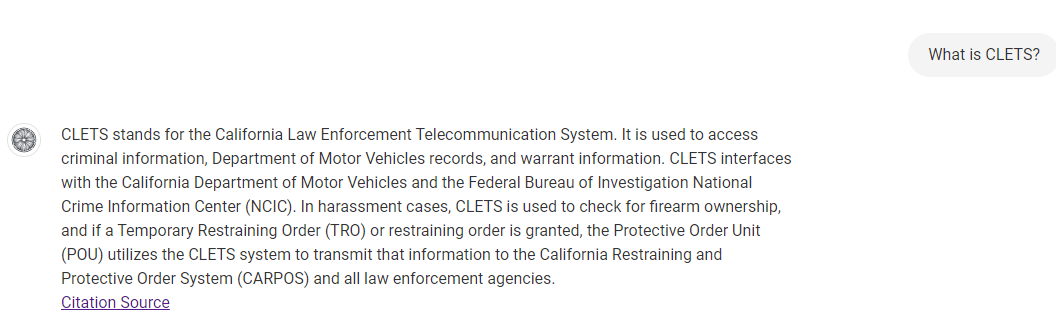 What is CLETS?
CLETS stands for the California Law Enforcement Telecommunication System. It is used to access
criminal information, Department of Motor Vehicles records, and warrant information. CLETS interfaces
with the California Department of Motor Vehicles and the Federal Bureau of Investigation National
Crime Information Center (NCIC). In harassment cases, CLETS is used to check for firearm ownership,
and if a Temporary Restraining Order (TRO) or restraining order is granted, the Protective Order Unit
(POU) utilizes the CLETS system to transmit that information to the California Restraining and
Protective Order System (CARPOS) and all law enforcement agencies.
Citation Source